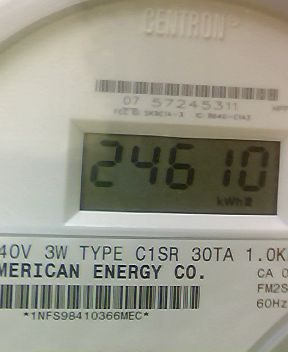 CENTRON
07 57245311
24610
kWh
40V 3W TYPE C1SR 30TA 1.0K
MERICAN ENERGY CO.
CA 0
FM2S
60Hz
*1NFS98410366MEC*